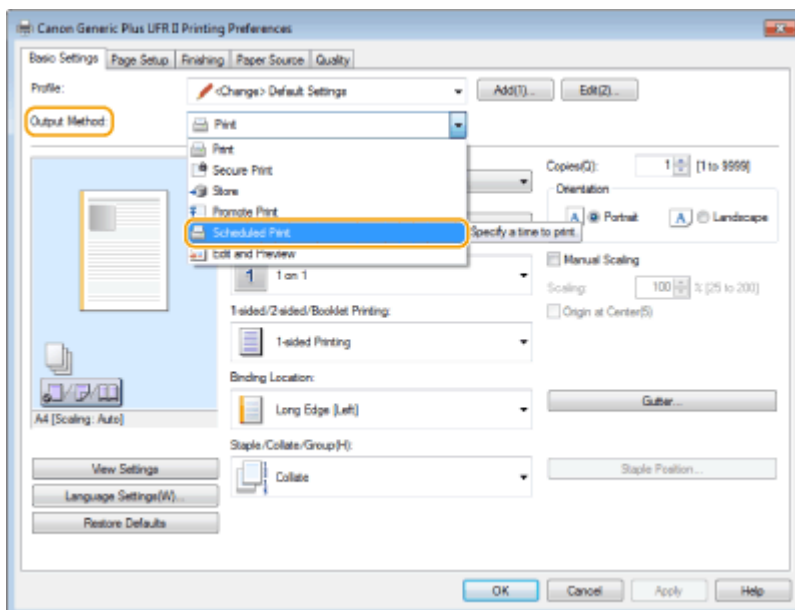 Canon Generic Plus UFR II Printing Preferences
Basic Settings Page Setup Finishing Paper Source Quality
Profile: <Change> Default Settings Add(1)... Edit(2)...
Output Method: Print
Print
Secure Print
Store
Promote Print
Scheduled Print
Edit and Preview
Specify a time to print.
Copies(Q): 1 [1 to 9999]
Orientation
A Portrait A Landscape
Manual Scaling
Scaling: 100 % [25 to 200]
Origin at Center(5)
1 1 on 1
1-sided/2-sided/Booklet Printing:
1-sided Printing
Binding Location:
Long Edge [Left]
Gutter...
A4 [Scaling: Auto]
Staple/Collate/Group(H):
Collate
Staple Position...
View Settings
Language Settings(W)...
Restore Defaults
OK Cancel Apply Help